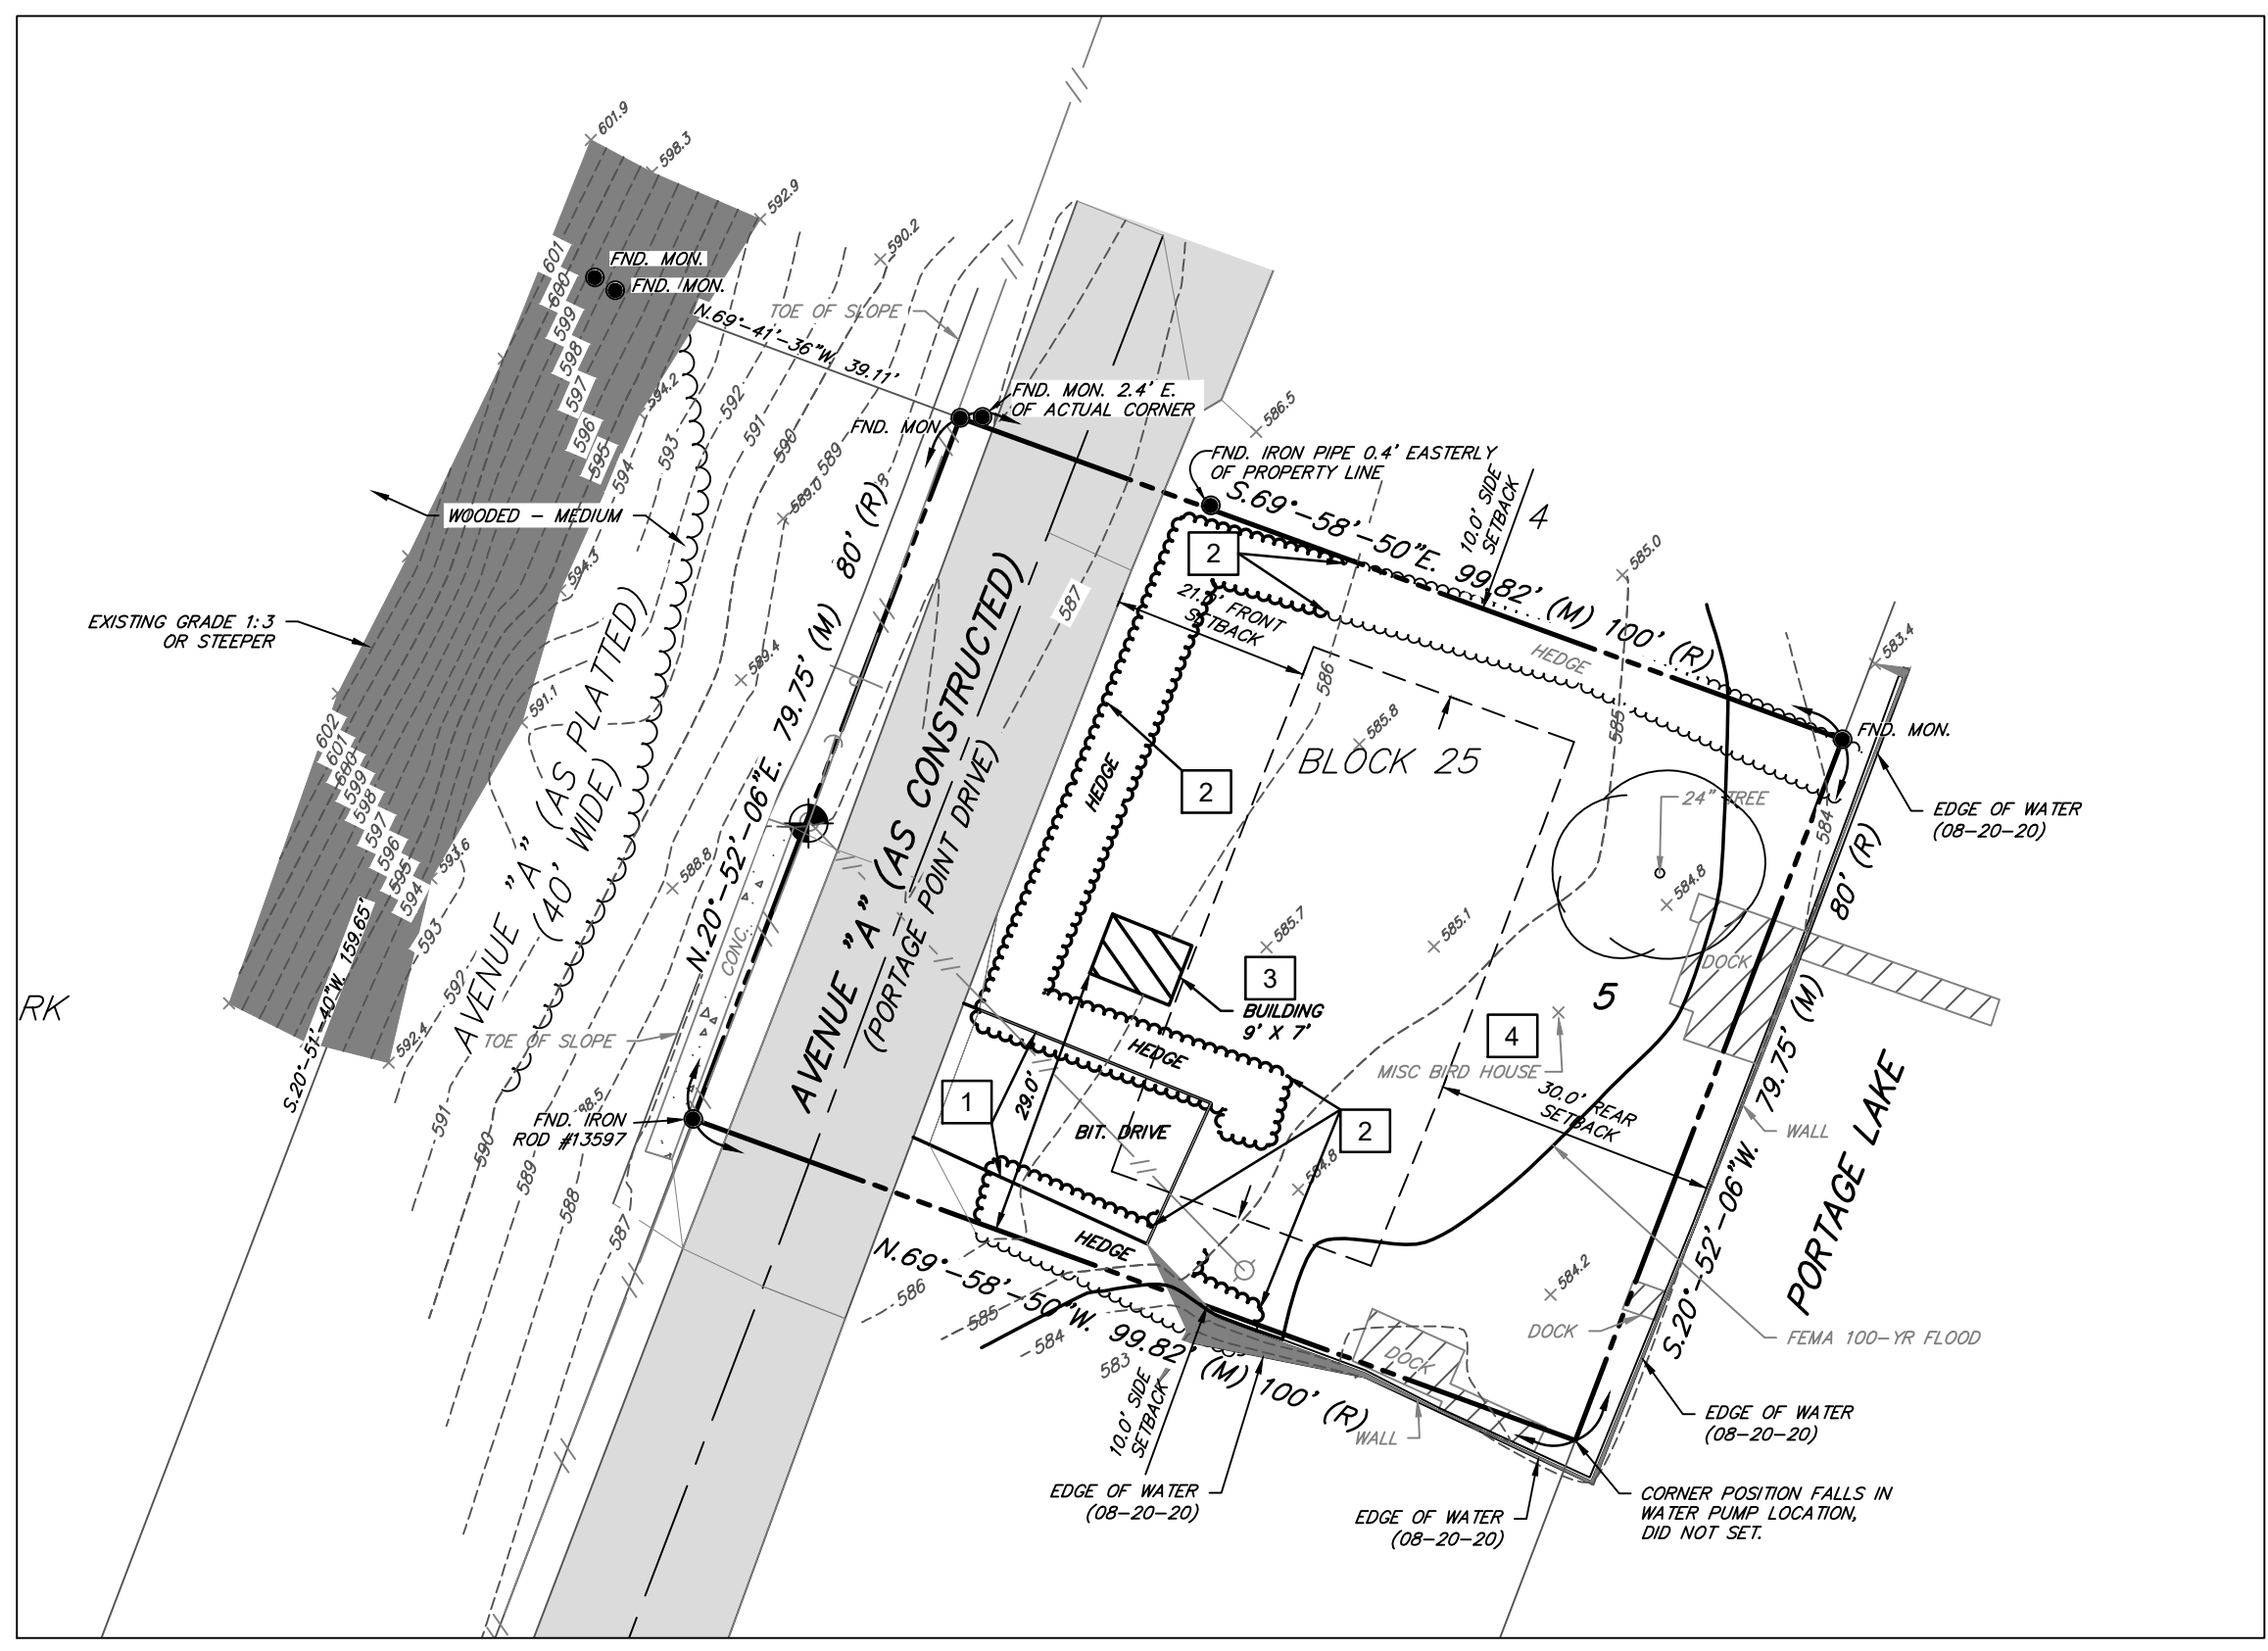 601.9
598.3
592.9
590.2
601
600
599
598
597
596
595
594
593
592
591
590
589
FND. MON.
FND. MON.
TOE OF SLOPE
N.69°-41'-36"W. 39.11'
594.2
589.0
FND. MON. 2.4' E.
OF ACTUAL CORNER
FND. MON.
586.5
FND. IRON PIPE 0.4' EASTERLY
OF PROPERTY LINE
S.69°-58'-50"E. 99.82' (M) 100' (R)
10.0' SIDE
SETBACK
4
585.0
WOODED - MEDIUM
594.3
2
587
21.0' FRONT
SETBACK
HEDGE
586
585
583.4
EXISTING GRADE 1:3
OR STEEPER
591.1
589.4
N.20°-52'-06"E. 79.75' (M) 80' (R)
AVENUE "A" (AS PLATTED)
(40' WIDE)
AVENUE "A" (AS CONSTRUCTED)
(PORTAGE POINT DRIVE)
HEDGE
2
585.8
BLOCK 25
FND. MON.
24" TREE
584
EDGE OF WATER
(08-20-20)
602
601
600
599
598
597
596
595
594
593
592
591
590
589
588
587
593.6
588.8
592.4
588.5
S.20°-51'-40"W. 159.65'
CONC.
RK
TOE OF SLOPE
FND. IRON
ROD #13597
585.7
585.1
584.8
5
DOCK
3
BUILDING
9' X 7'
4
MISC BIRD HOUSE
HEDGE
1
29.0'
BIT. DRIVE
2
584.8
30.0' REAR
SETBACK
WALL
S.20°-52'-06"W. 79.75' (M) 80' (R)
PORTAGE LAKE
HEDGE
N.69°-58'-50"W. 99.82' (M) 100' (R)
586
585
584
583
584.2
DOCK
FEMA 100-YR FLOOD
DOCK
10.0' SIDE
SETBACK
WALL
EDGE OF WATER
(08-20-20)
EDGE OF WATER
(08-20-20)
EDGE OF WATER
(08-20-20)
CORNER POSITION FALLS IN
WATER PUMP LOCATION,
DID NOT SET.